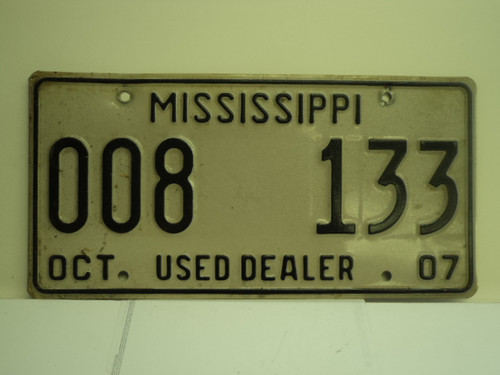 MISSISSIPPI
008 133
OCT. USED DEALER 07